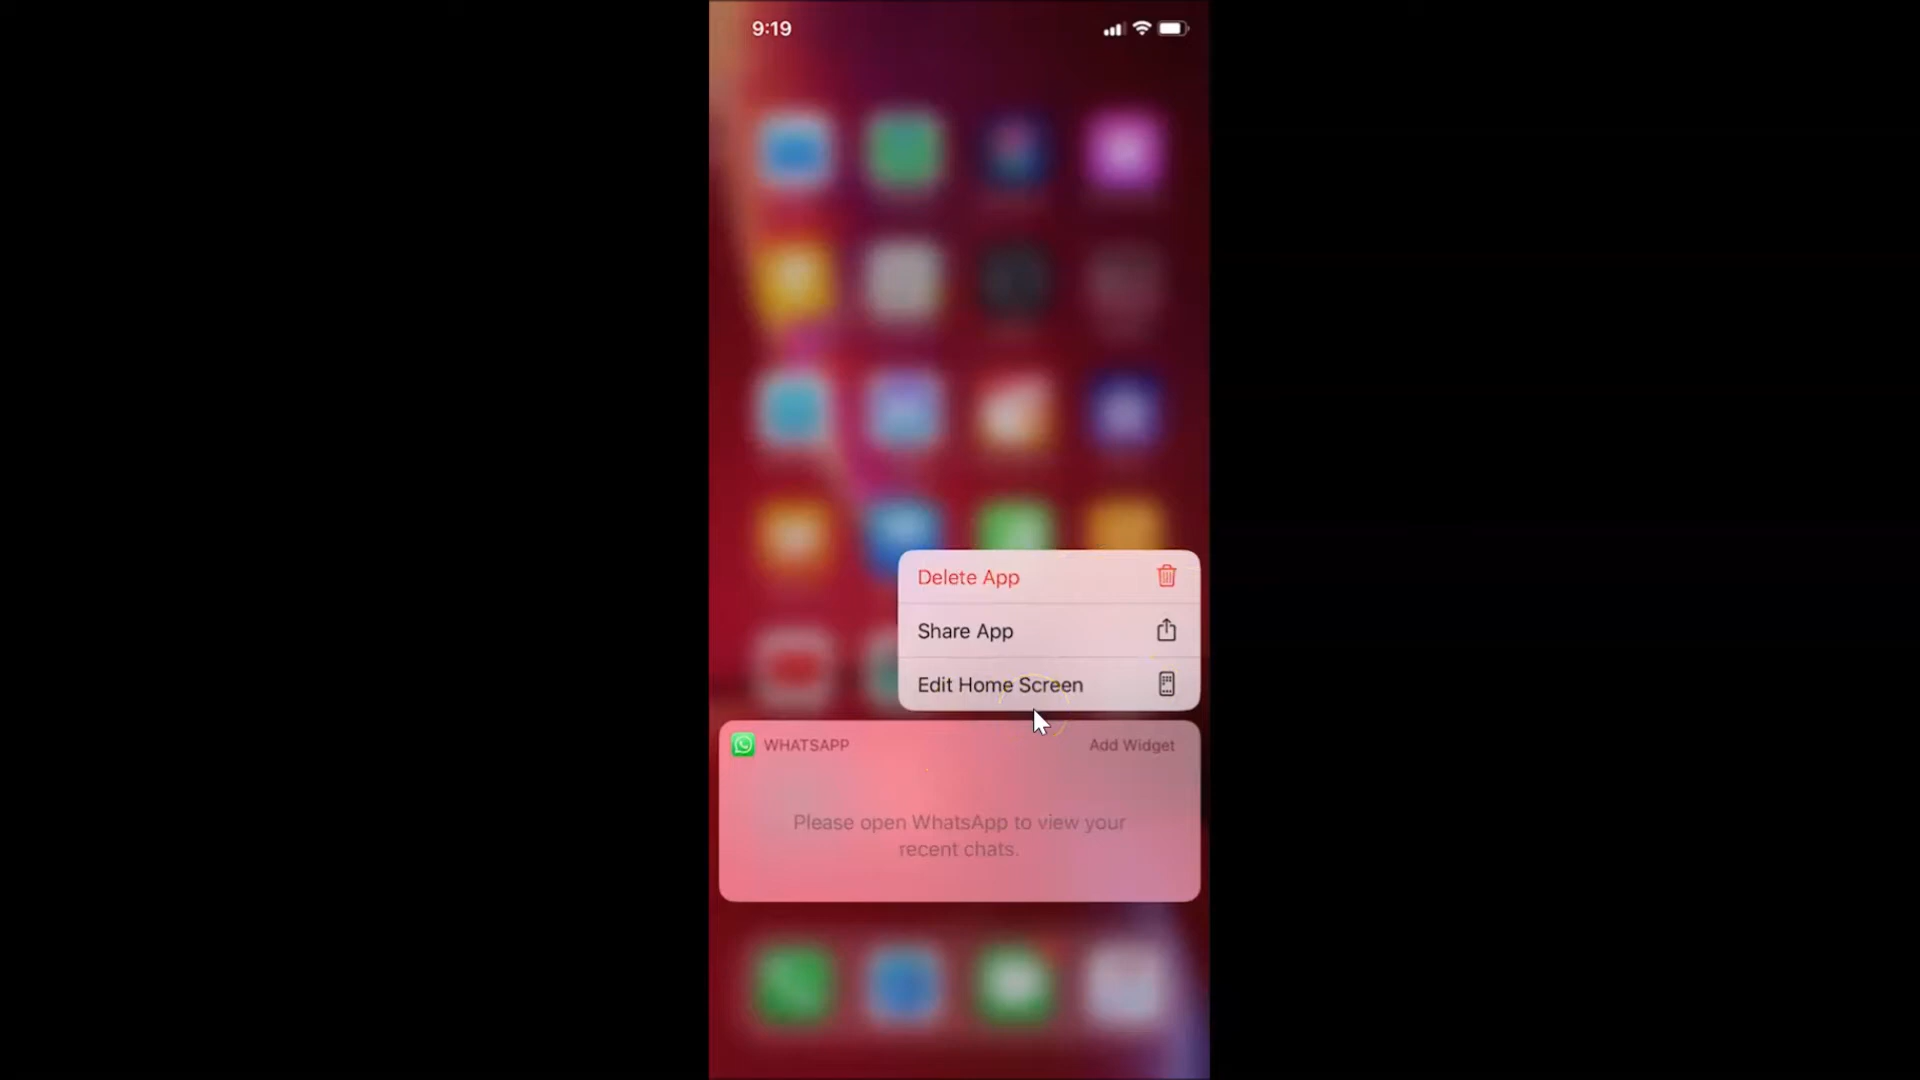 9:19
Delete App
Share App
Edit Home Screen
WHATSAPP
Add Widget
Please open WhatsApp to view your
recent chats.